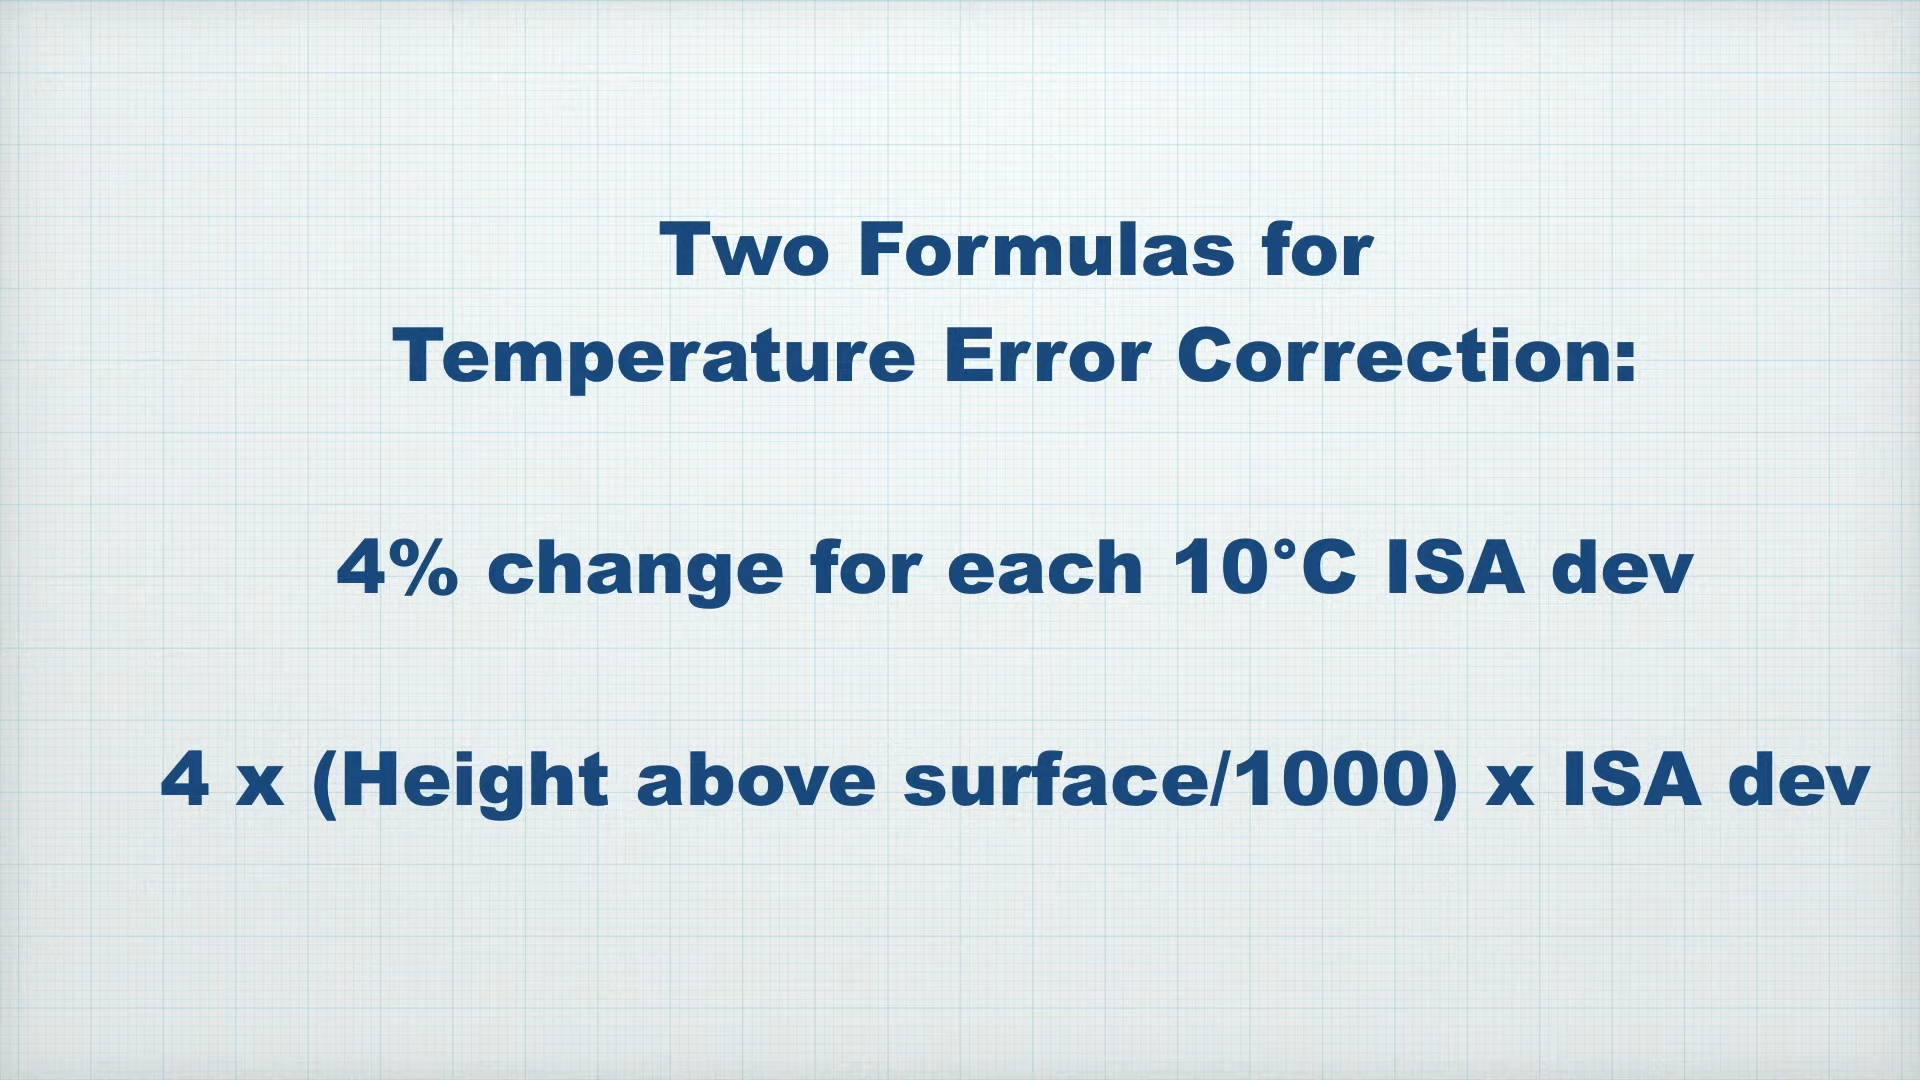 Two Formulas for
Temperature Error Correction:
4% change for each 10°C ISA dev
4 x (Height above surface/1000) x ISA dev